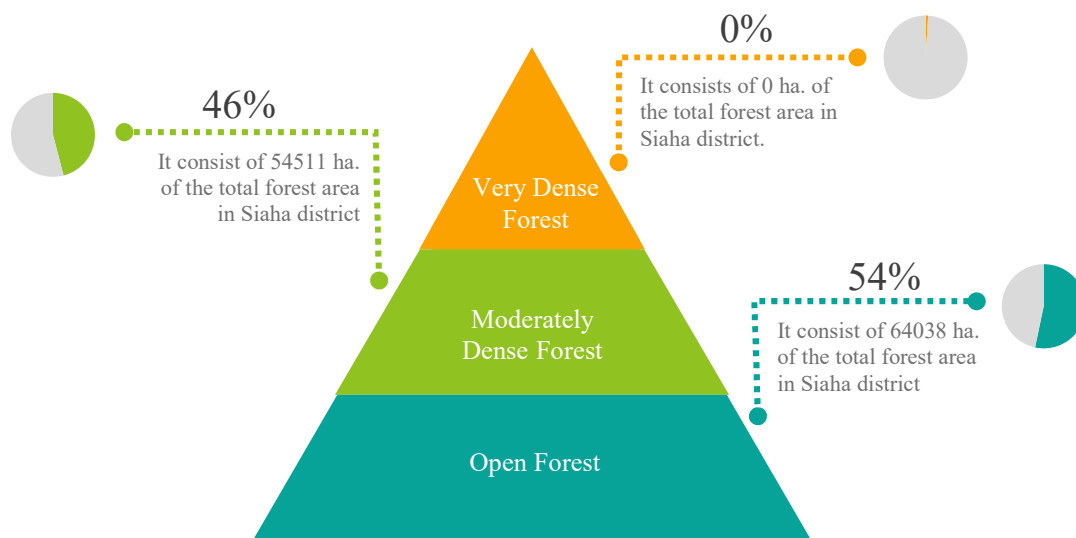 0%
It consists of 0 ha. of
the total forest area in
Siaha district.
46%
It consist of 54511 ha.
of the total forest area
in Siaha district
Very Dense
Forest
54%
It consist of 64038 ha.
of the total forest area
in Siaha district
Moderately
Dense Forest
Open Forest